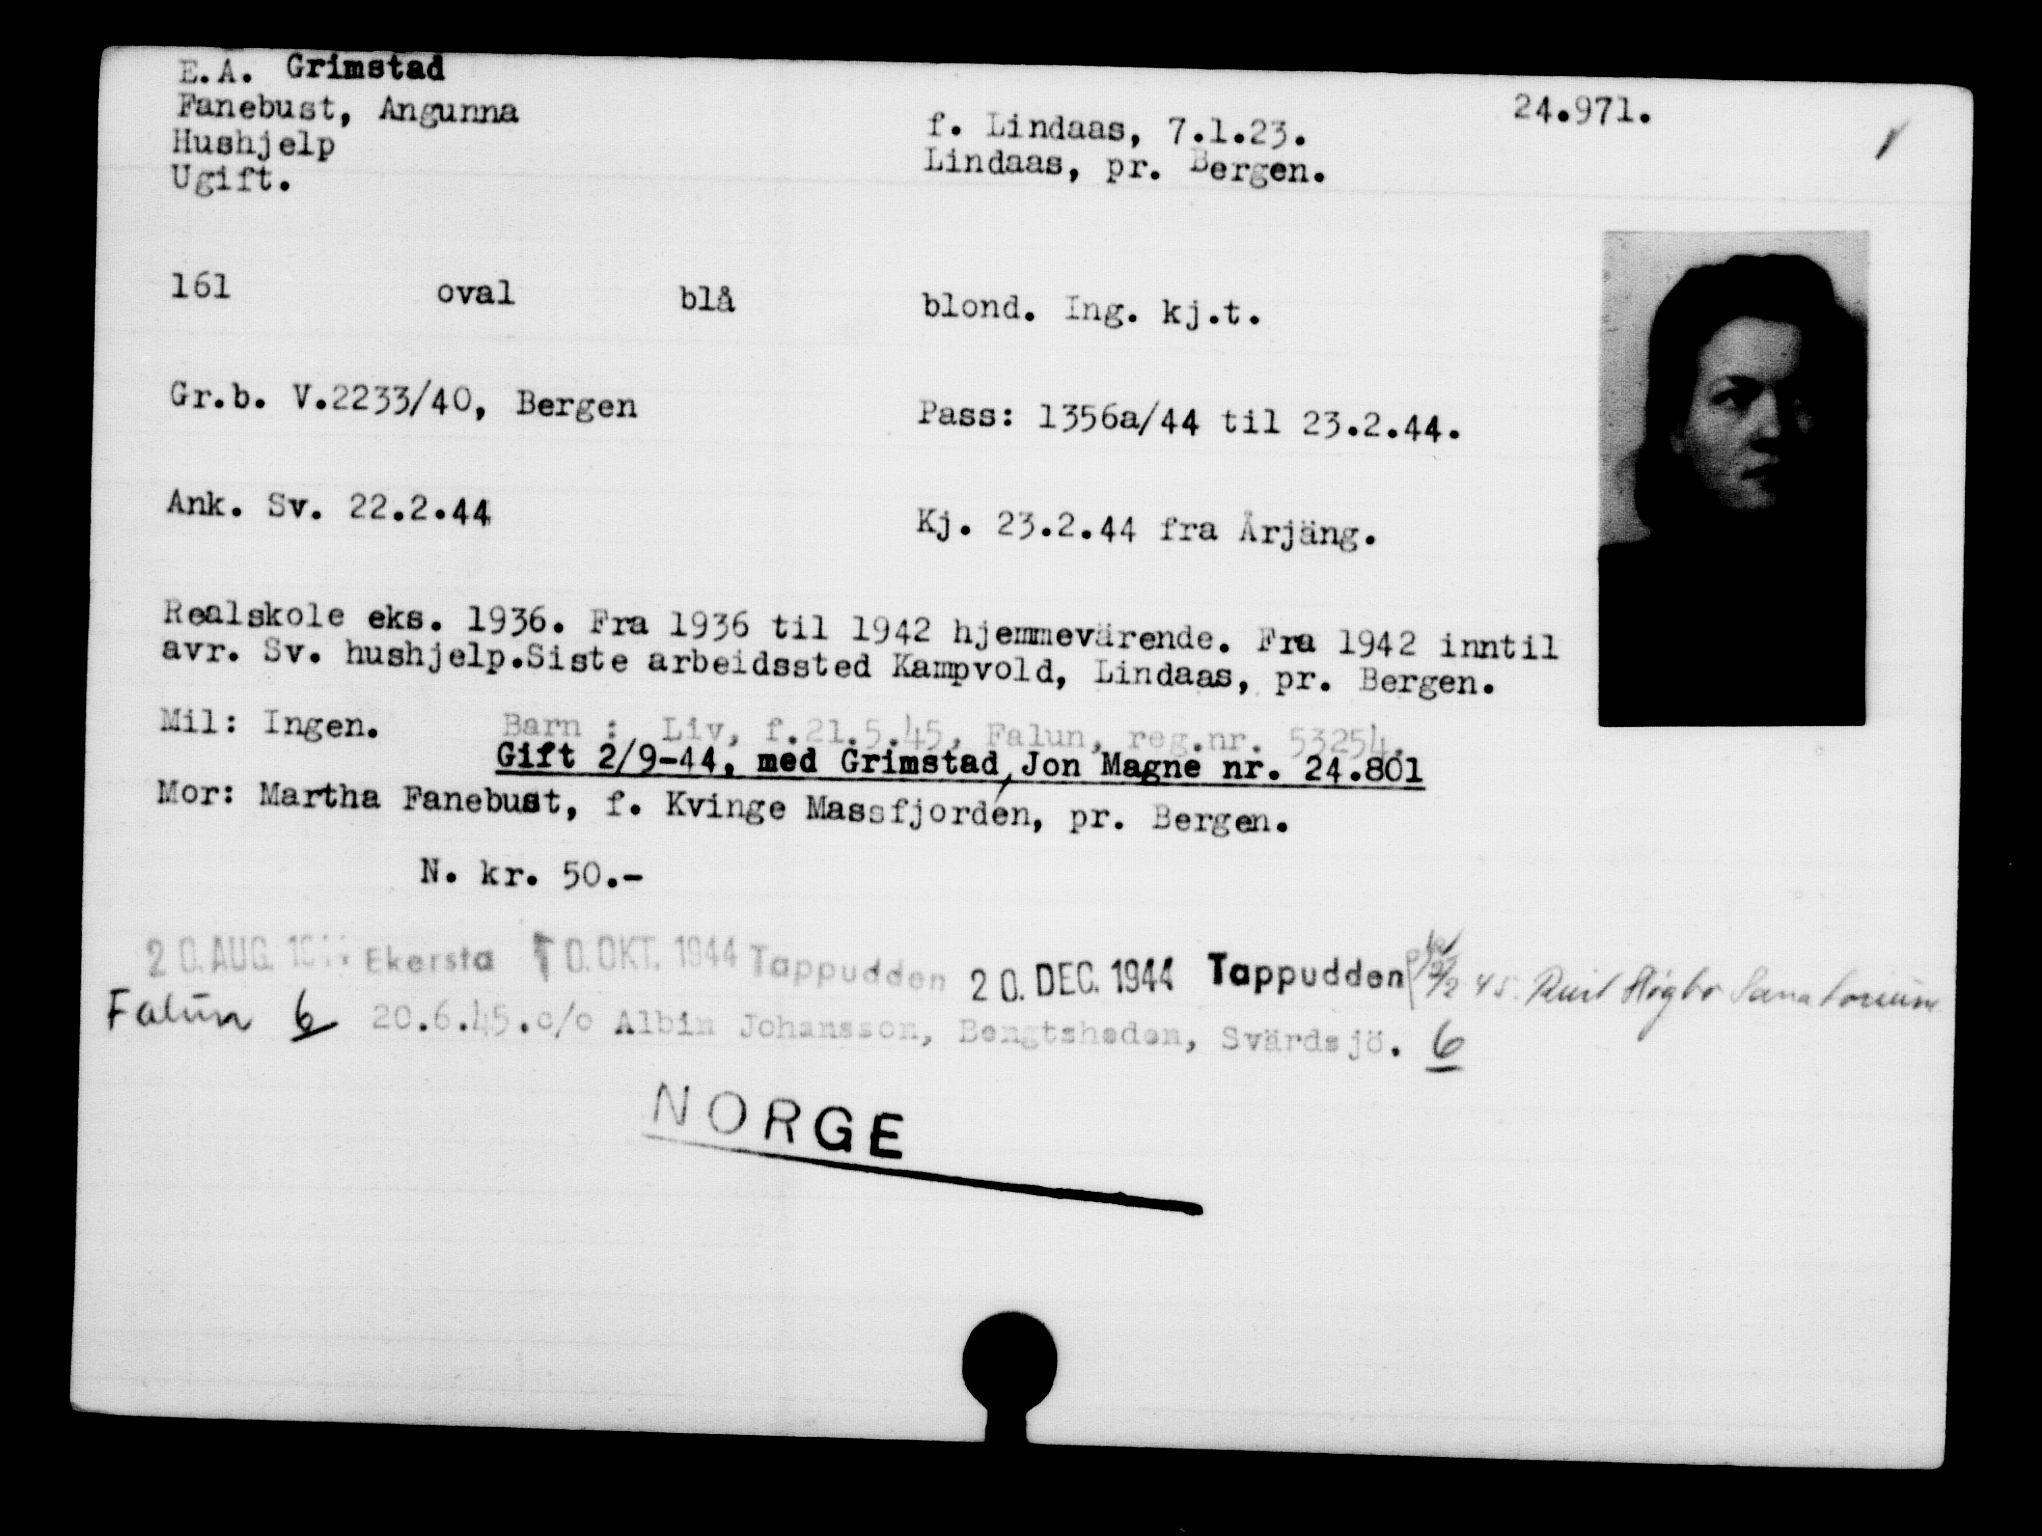 E.A. Grimstad
Fanebust, Angunna
f. Lindaas, 7.1.23.
24.971.
Hushjelp
Lindaas, pr. Bergen.
Ugift.
161 oval blå blond. Ing. kj.t.
Gr.b. V.2233/40, Bergen
Pass: 1356a/44 til 23.2.44.
Ank. Sv. 22.2.44
Kj. 23.2.44 fra Årjäng.
Realskole eks. 1936. Fra 1936 til 1942 hjemmevärende. Fra 1942 inntil
avr. Sv. hushjelp.Siste arbeidssted Kampvold, Lindaas, pr. Bergen.
Mil: Ingen. Barn : Liv, f.21.5.45, Falun, reg.nr. 53254.
Gift 2/9-44, med Grimstad, Jon Magne nr. 24.801
Mor: Martha Fanebust, f. Kvinge Massfjorden, pr. Bergen.
N. kr. 50.-
20.AUG. Ekersta 10.OKT. 1944 Tappudden 20. DEC. 1944 Tappudden 45. Högbo Sanatorium
Falun 6 20.6.45.c/o Albin Johansson, Bengtsheden, Svärdsjö. 6
NORGE